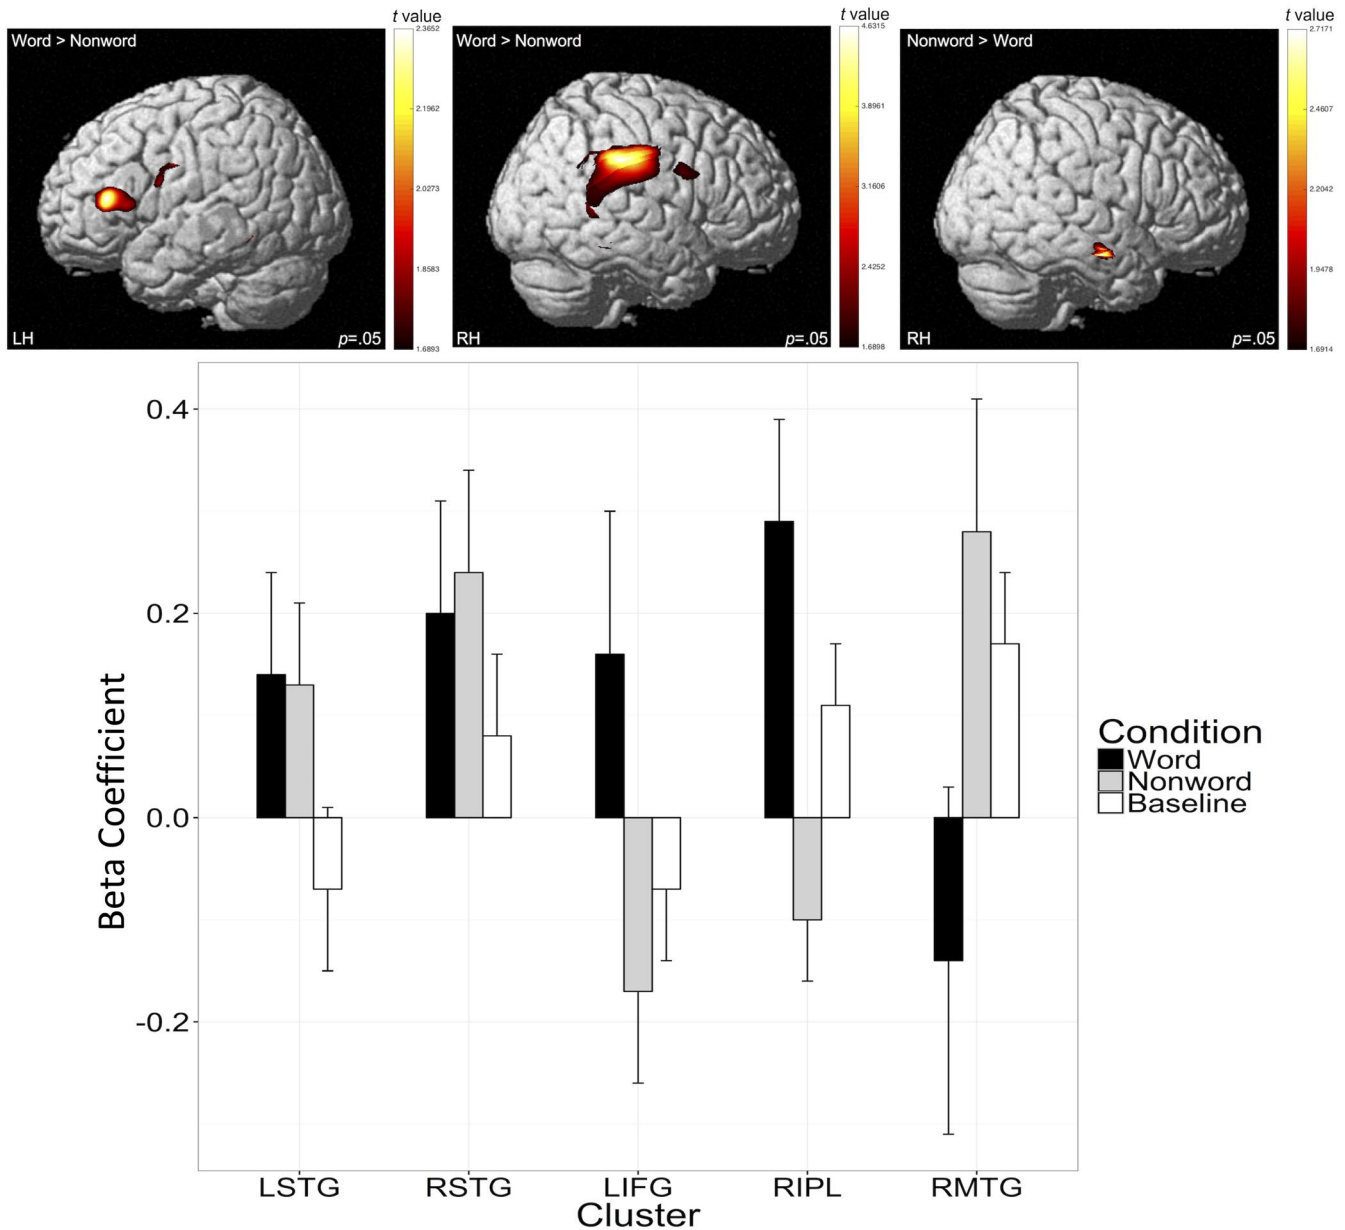 t value
Word > Nonword
2.3652
2.1962
2.0273
1.8583
1.6893
LH
p=.05
t value
Word > Nonword
4.6315
3.8961
3.1606
2.4252
1.6898
RH
p=.05
t value
Nonword > Word
2.7171
2.4607
2.2042
1.9478
1.6914
RH
p=.05
0.4
0.2
0.0
-0.2
Beta Coefficient
LSTG RSTG LIFG RIPL RMTG
Cluster
Condition
Word
Nonword
Baseline